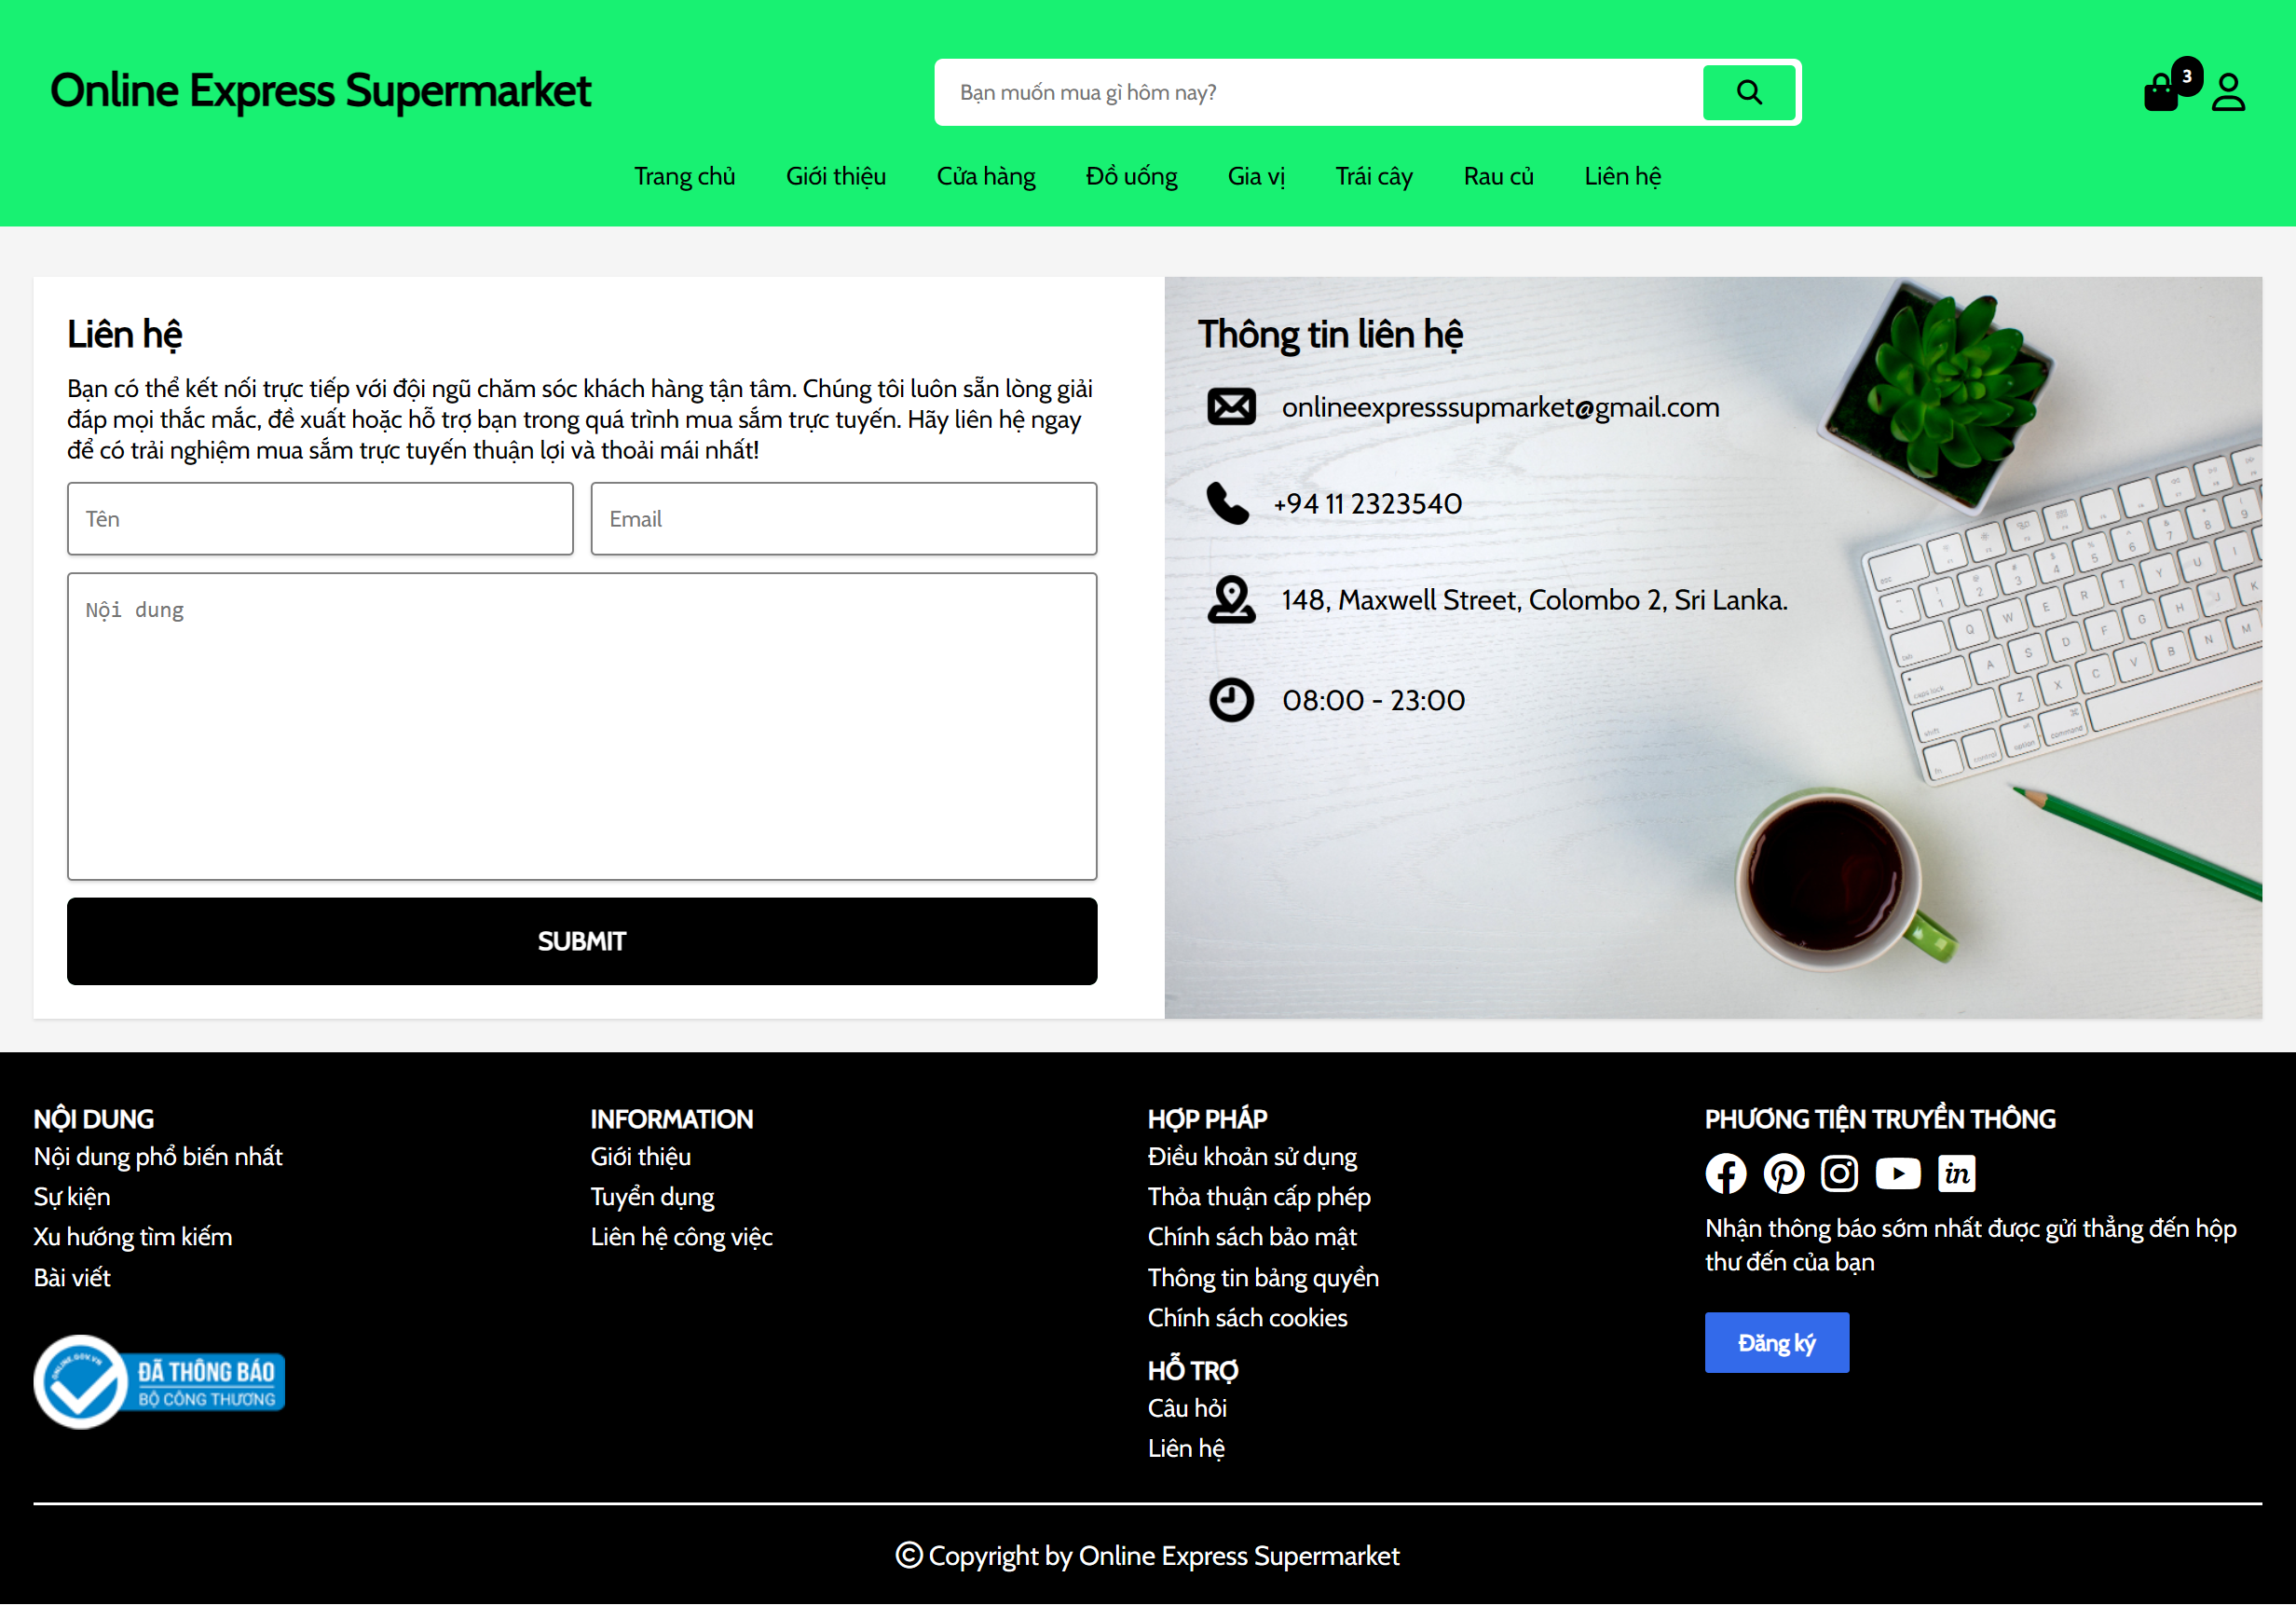 Online Express Supermarket
Bạn muốn mua gì hôm nay?
3
Trang chủ
Giới thiệu
Cửa hàng
Đồ uống
Gia vị
Trái cây
Rau củ
Liên hệ
Liên hệ
Bạn có thể kết nối trực tiếp với đội ngũ chăm sóc khách hàng tận tâm. Chúng tôi luôn sẵn lòng giải
đáp mọi thắc mắc, đề xuất hoặc hỗ trợ bạn trong quá trình mua sắm trực tuyến. Hãy liên hệ ngay
để có trải nghiệm mua sắm trực tuyến thuận lợi và thoải mái nhất!
Tên
Email
Nội dung
SUBMIT
Thông tin liên hệ
onlineexpresssupmarket@gmail.com
+94 11 2323540
148, Maxwell Street, Colombo 2, Sri Lanka.
08:00 - 23:00
NỘI DUNG
Nội dung phổ biến nhất
Sự kiện
Xu hướng tìm kiếm
Bài viết
ONLINE.GOV.VN
ĐÃ THÔNG BÁO
BỘ CÔNG THƯƠNG
INFORMATION
Giới thiệu
Tuyển dụng
Liên hệ công việc
HỢP PHÁP
Điều khoản sử dụng
Thỏa thuận cấp phép
Chính sách bảo mật
Thông tin bảng quyền
Chính sách cookies
HỖ TRỢ
Câu hỏi
Liên hệ
PHƯƠNG TIỆN TRUYỀN THÔNG
Nhận thông báo sớm nhất được gửi thẳng đến hộp
thư đến của bạn
Đăng ký
© Copyright by Online Express Supermarket